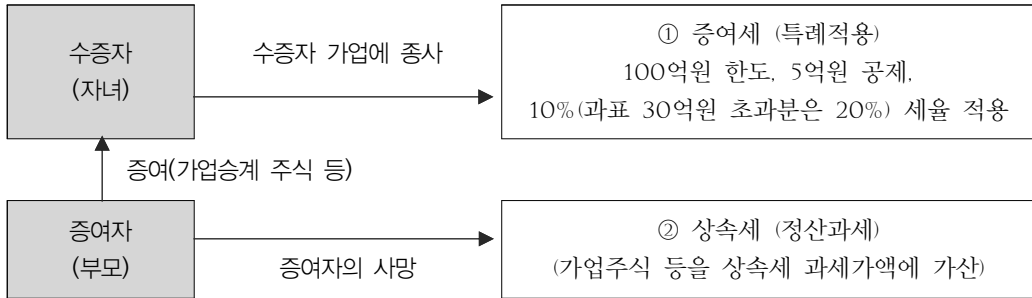 수증자
(자녀)
수증자 가업에 종사
① 증여세 (특례적용)
100억원 한도, 5억원 공제,
10%(과표 30억원 초과분은 20%) 세율 적용
증여(가업승계 주식 등)
증여자
(부모)
증여자의 사망
② 상속세 (정산과세)
(가업주식 등을 상속세 과세가액에 가산)